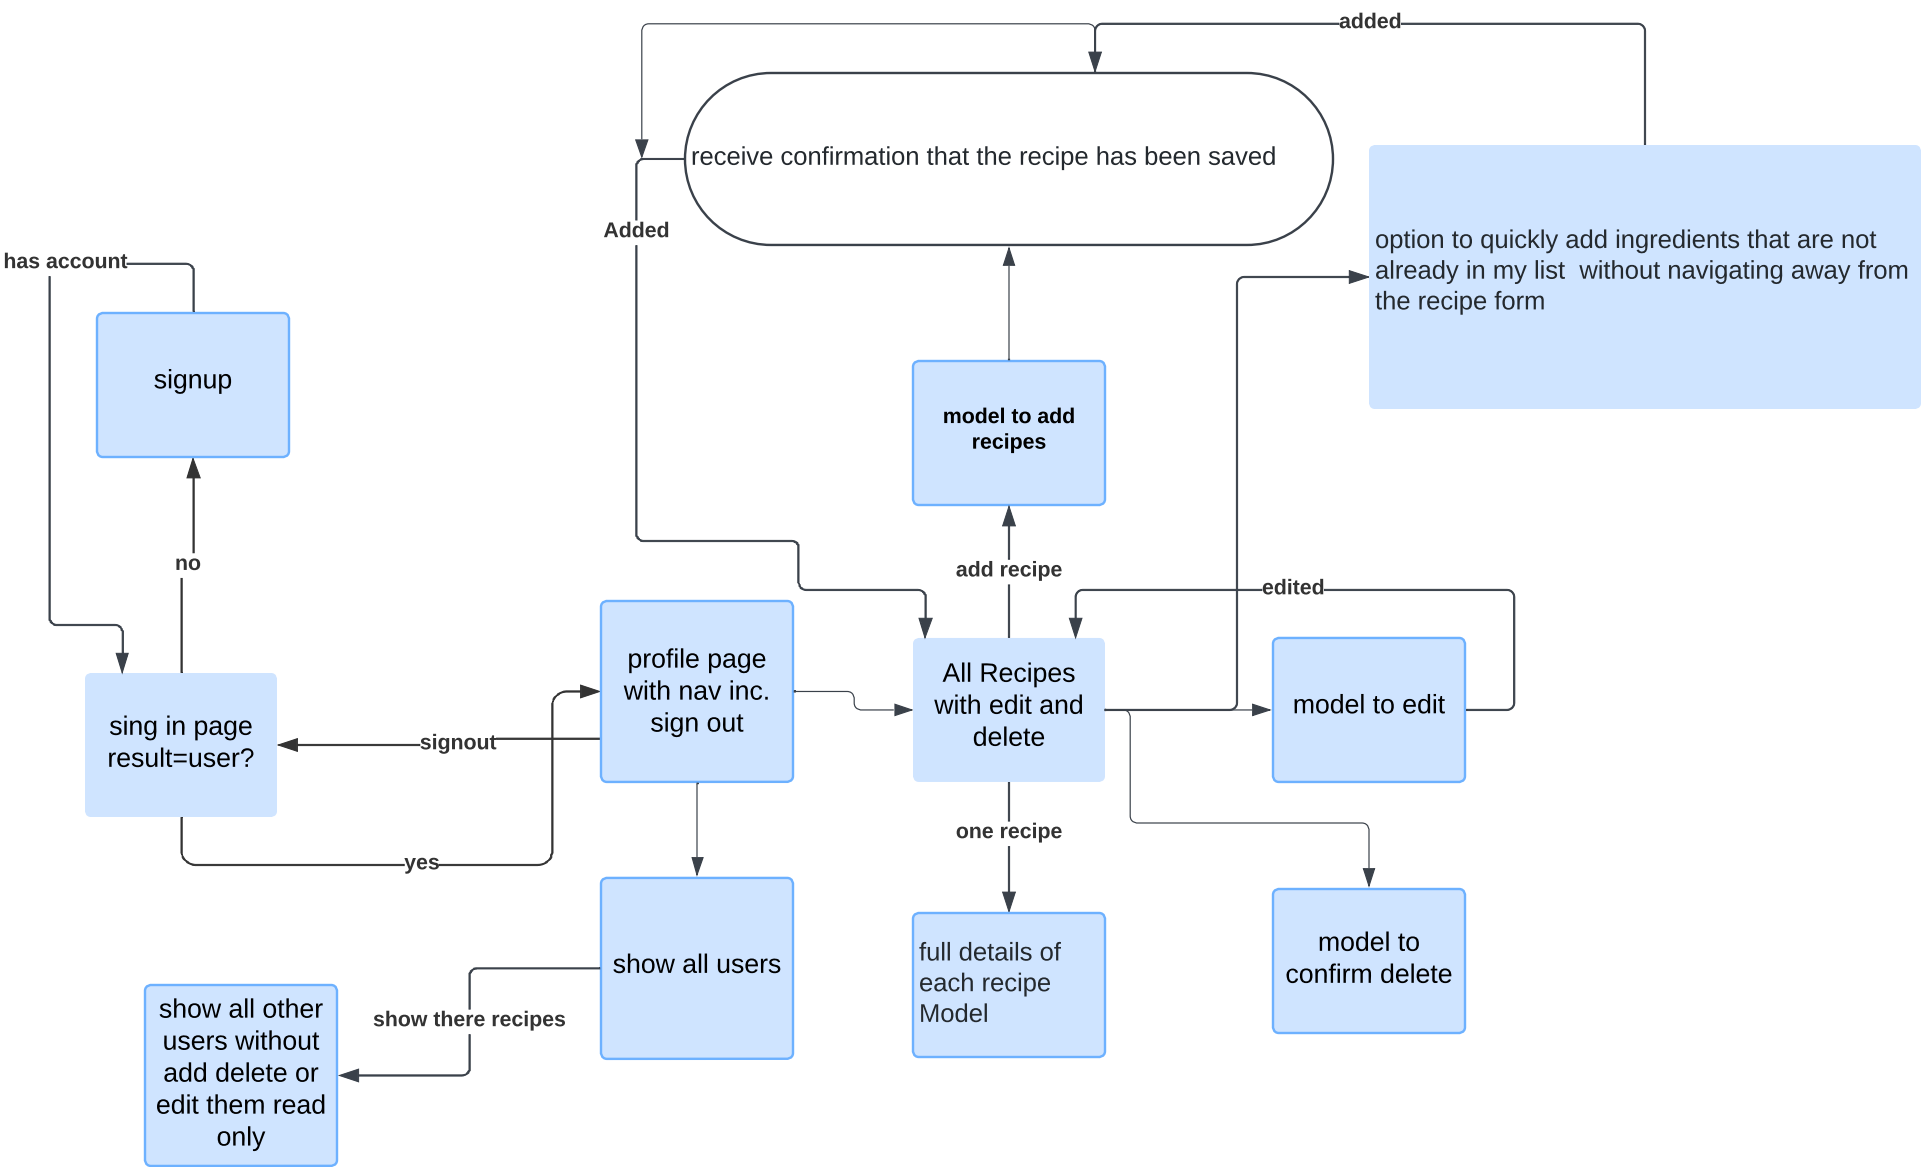 added
receive confirmation that the recipe has been saved
Added
has account
option to quickly add ingredients that are not
already in my list  without navigating away from
the recipe form
signup
model to add
recipes
no
add recipe
edited
profile page
with nav inc.
sign out
All Recipes
with edit and
delete
model to edit
sing in page
result=user?
signout
one recipe
yes
show all users
full details of
each recipe
Model
model to
confirm delete
show there recipes
show all other
users without
add delete or
edit them read
only